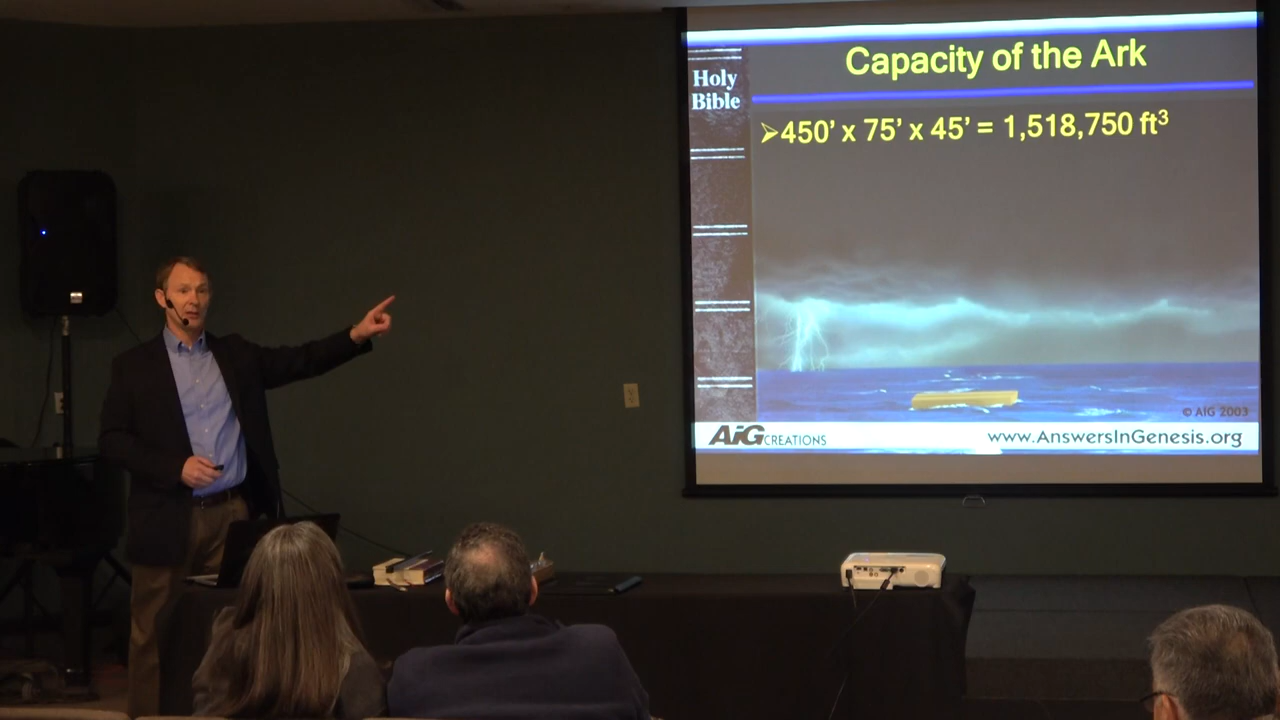 Capacity of the Ark
Holy
Bible
➢450' x 75' x 45' = 1,518,750 ft³
© AiG 2003
AiG CREATIONS
www.AnswersInGenesis.org